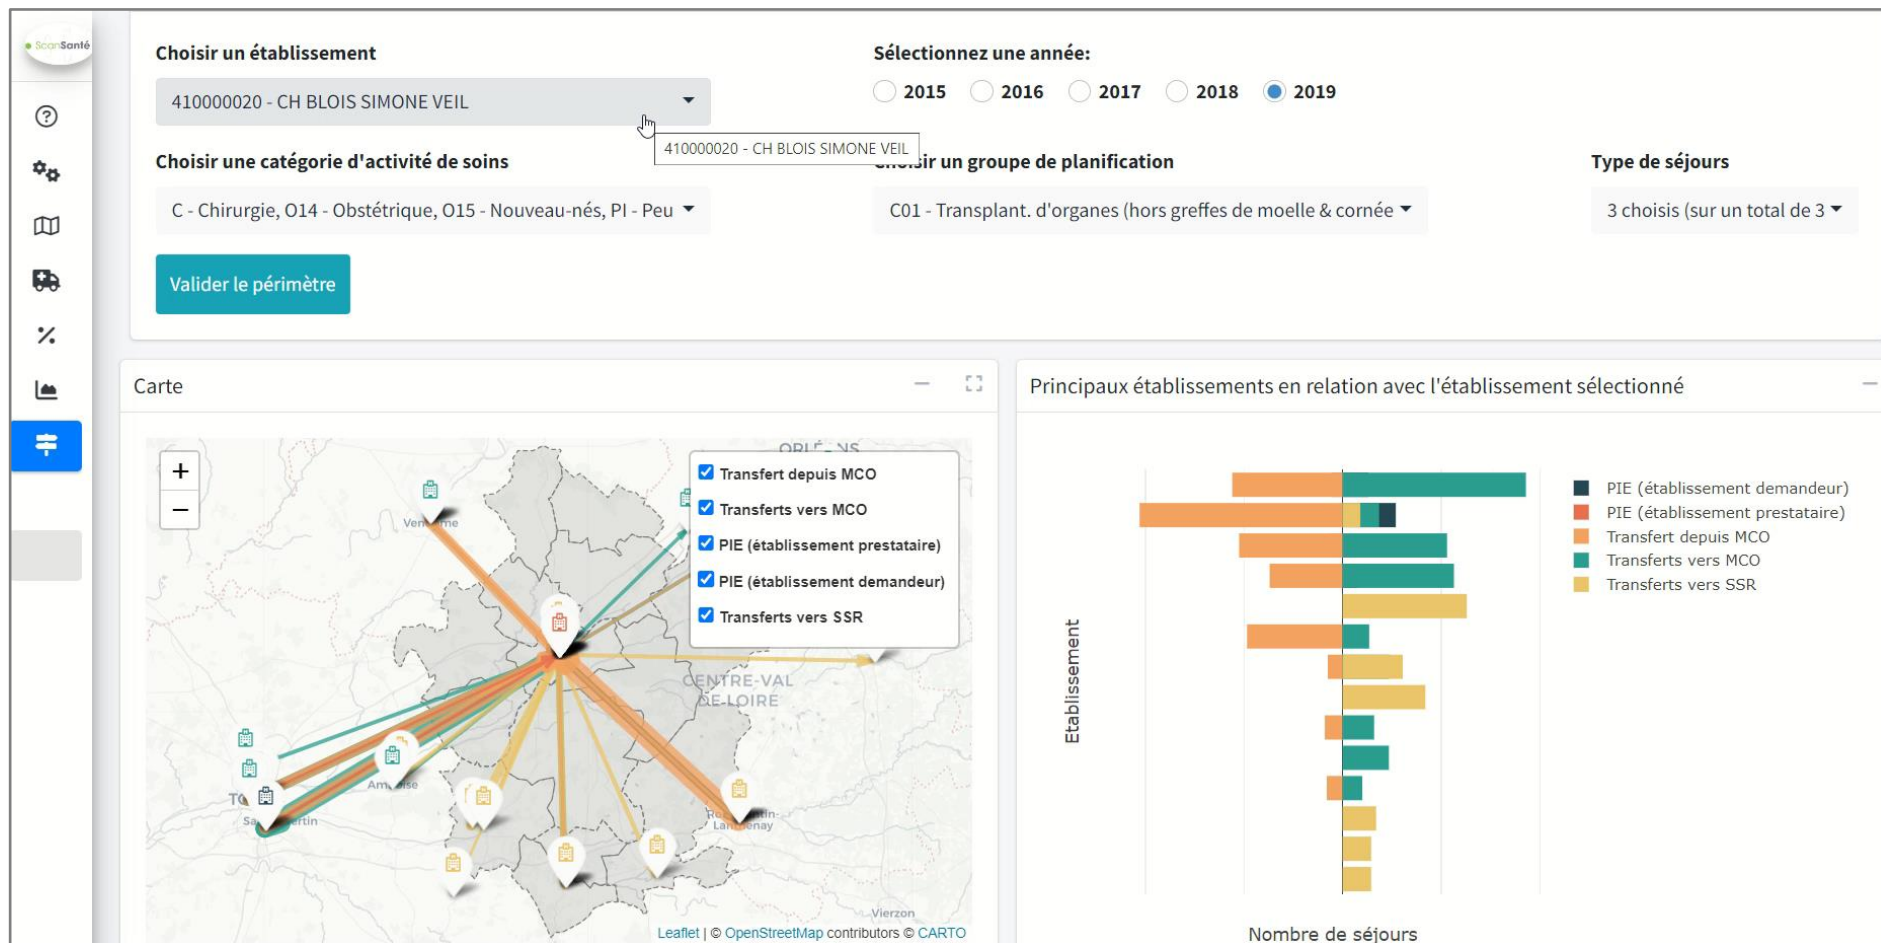 ScanSanté
Choisir un établissement
410000020 - CH BLOIS SIMONE VEIL
410000020 - CH BLOIS SIMONE VEIL
Sélectionnez une année:
2015 2016 2017 2018 2019
Choisir une catégorie d'activité de soins
C - Chirurgie, O14 - Obstétrique, O15 - Nouveau-nés, PI - Peu
ir un groupe de planification
C01 - Transplant. d'organes (hors greffes de moelle & cornée
Type de séjours
3 choisis (sur un total de 3
Valider le périmètre
Carte
+
−
Transfert depuis MCO
Transferts vers MCO
PIE (établissement prestataire)
PIE (établissement demandeur)
Transferts vers SSR
CENTRE-VAL
DE-LOIRE
Vierzon
Leaflet | © OpenStreetMap contributors © CARTO
Principaux établissements en relation avec l'établissement sélectionné
Etablissement
PIE (établissement demandeur)
PIE (établissement prestataire)
Transfert depuis MCO
Transferts vers MCO
Transferts vers SSR
Nombre de séjours